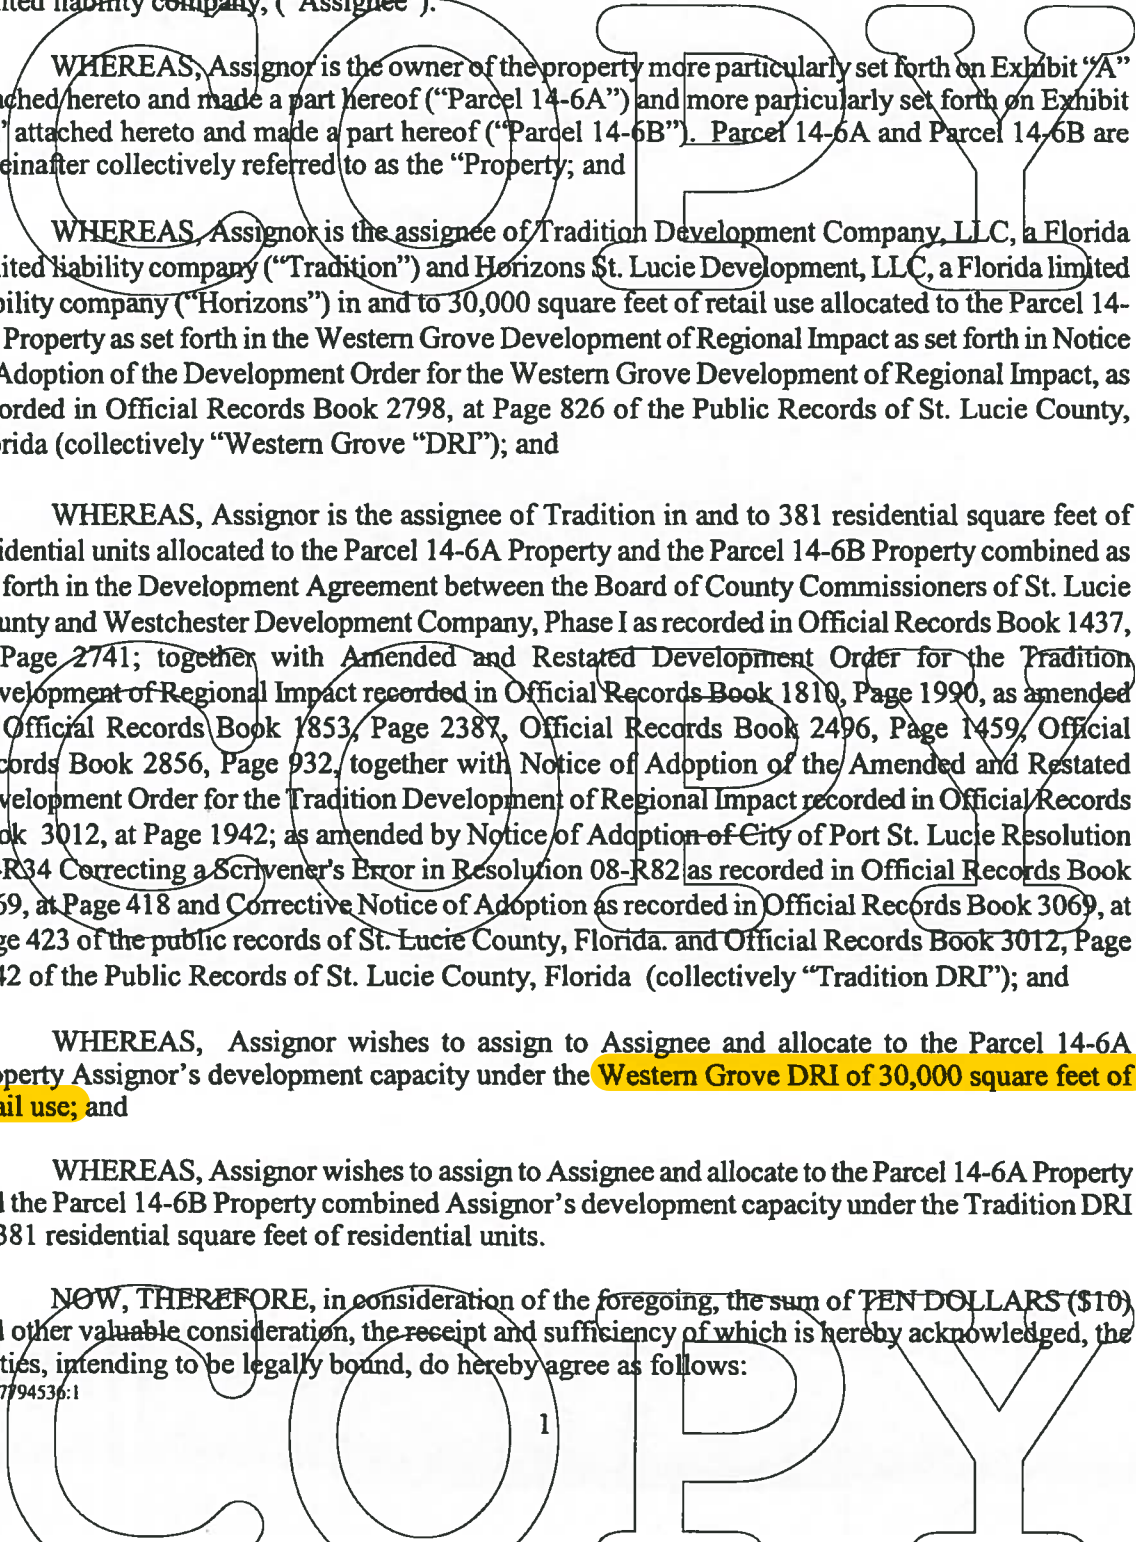 ited liability company, ("Assignee").
WHEREAS, Assignor is the owner of the property more particularly set forth on Exhibit “A”
ched hereto and made a part hereof (“Parcel 14-6A”) and more particularly set forth on Exhibit
” attached hereto and made a part hereof (“Parcel 14-6B”). Parcel 14-6A and Parcel 14-6B are
einafter collectively referred to as the “Property; and
WHEREAS, Assignor is the assignee of Tradition Development Company, LLC, a Florida
ited liability company (“Tradition”) and Horizons St. Lucie Development, LLC, a Florida limited
bility company (“Horizons”) in and to 30,000 square feet of retail use allocated to the Parcel 14-
Property as set forth in the Western Grove Development of Regional Impact as set forth in Notice
Adoption of the Development Order for the Western Grove Development of Regional Impact, as
orded in Official Records Book 2798, at Page 826 of the Public Records of St. Lucie County,
rida (collectively “Western Grove “DRI”); and
WHEREAS, Assignor is the assignee of Tradition in and to 381 residential square feet of
idential units allocated to the Parcel 14-6A Property and the Parcel 14-6B Property combined as
forth in the Development Agreement between the Board of County Commissioners of St. Lucie
unty and Westchester Development Company, Phase I as recorded in Official Records Book 1437,
Page 2741; together with Amended and Restated Development Order for the Tradition
velopment of Regional Impact recorded in Official Records Book 1810, Page 1990, as amended
Official Records Book 1853, Page 2387, Official Records Book 2496, Page 1459, Official
cords Book 2856, Page 932, together with Notice of Adoption of the Amended and Restated
velopment Order for the Tradition Development of Regional Impact recorded in Official Records
ok 3012, at Page 1942; as amended by Notice of Adoption of City of Port St. Lucie Resolution
-R34 Correcting a Scrivener's Error in Resolution 08-R82 as recorded in Official Records Book
69, at Page 418 and Corrective Notice of Adoption as recorded in Official Records Book 3069, at
ge 423 of the public records of St. Lucie County, Florida. and Official Records Book 3012, Page
42 of the Public Records of St. Lucie County, Florida (collectively “Tradition DRI”); and
WHEREAS, Assignor wishes to assign to Assignee and allocate to the Parcel 14-6A
operty Assignor’s development capacity under the Western Grove DRI of 30,000 square feet of
ail use; and
WHEREAS, Assignor wishes to assign to Assignee and allocate to the Parcel 14-6A Property
d the Parcel 14-6B Property combined Assignor’s development capacity under the Tradition DRI
381 residential square feet of residential units.
NOW, THEREFORE, in consideration of the foregoing, the sum of TEN DOLLARS ($10)
d other valuable consideration, the receipt and sufficiency of which is hereby acknowledged, the
ties, intending to be legally bound, do hereby agree as follows:
7794536:1
1
COPY
COPY
COPY